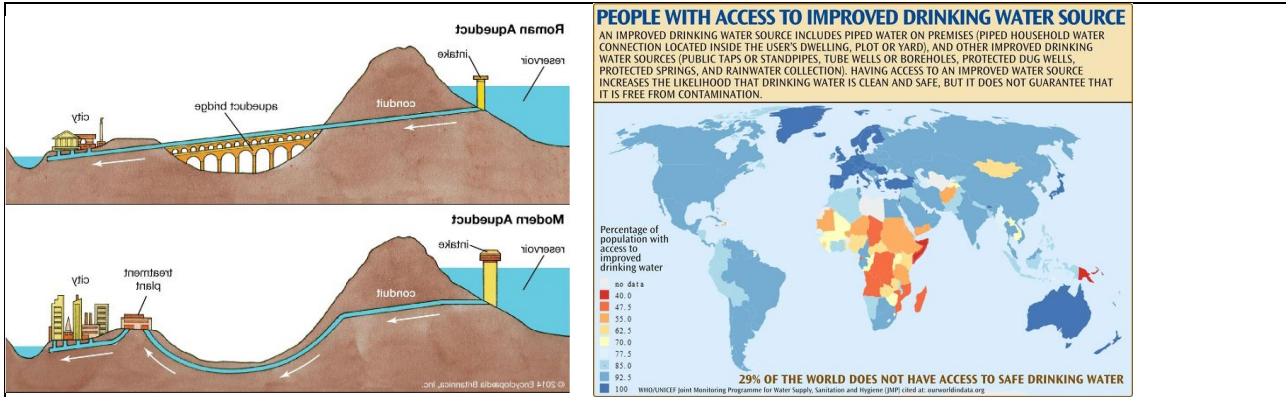 Roman Aqueduct
intake
reservoir
conduit
aqueduct bridge
city
Modern Aqueduct
intake
reservoir
treatment
plant
city
conduit
© 2014 Encyclopædia Britannica, Inc.
PEOPLE WITH ACCESS TO IMPROVED DRINKING WATER SOURCE
AN IMPROVED DRINKING WATER SOURCE INCLUDES PIPED WATER ON PREMISES (PIPED HOUSEHOLD WATER
CONNECTION LOCATED INSIDE THE USER'S DWELLING, PLOT OR YARD), AND OTHER IMPROVED DRINKING
WATER SOURCES (PUBLIC TAPS OR STANDPIPES, TUBE WELLS OR BOREHOLES, PROTECTED DUG WELLS,
PROTECTED SPRINGS, AND RAINWATER COLLECTION). HAVING ACCESS TO AN IMPROVED WATER SOURCE
INCREASES THE LIKELIHOOD THAT DRINKING WATER IS CLEAN AND SAFE, BUT IT DOES NOT GUARANTEE THAT
IT IS FREE FROM CONTAMINATION.
Percentage of
population with
access to
improved
drinking water
no data
40.0
47.5
55.0
62.5
70.0
77.5
85.0
92.5
100
29% OF THE WORLD DOES NOT HAVE ACCESS TO SAFE DRINKING WATER
WHO/UNICEF Joint Monitoring Programme for Water Supply, Sanitation and Hygiene (JMP) cited at: ourworldindata.org